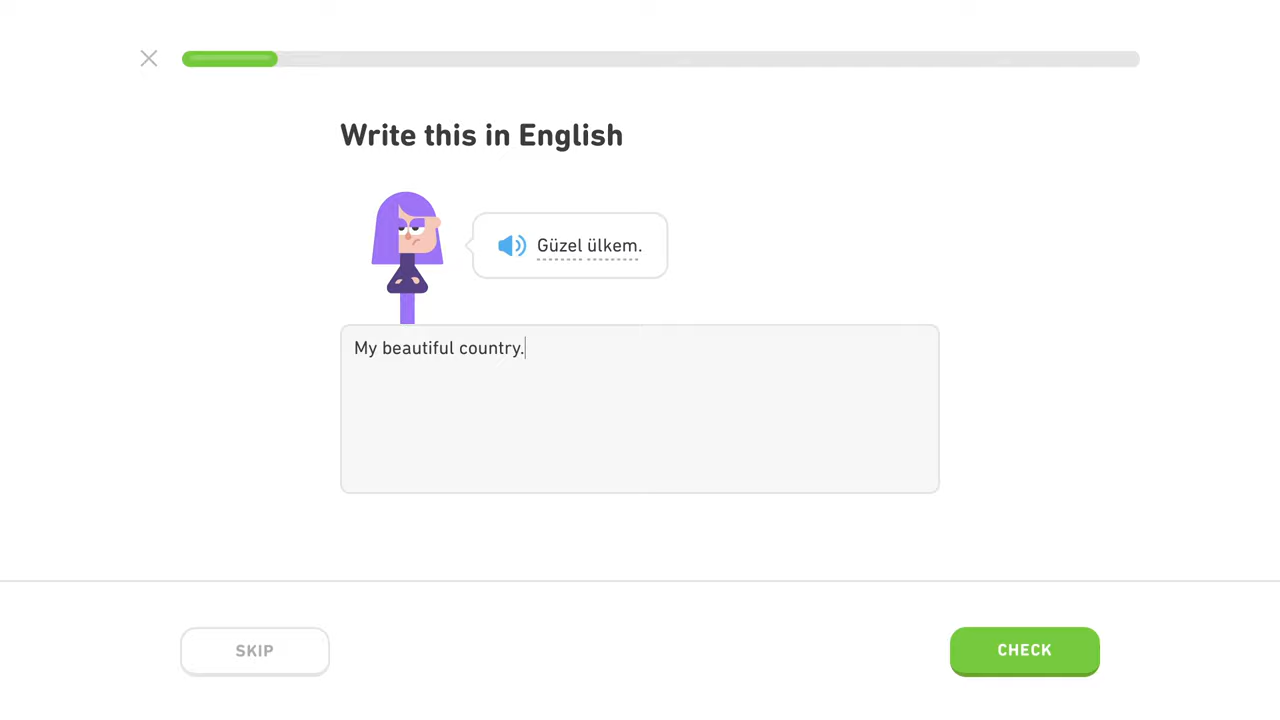 Write this in English
Güzel ülkem.
My beautiful country.
SKIP
CHECK